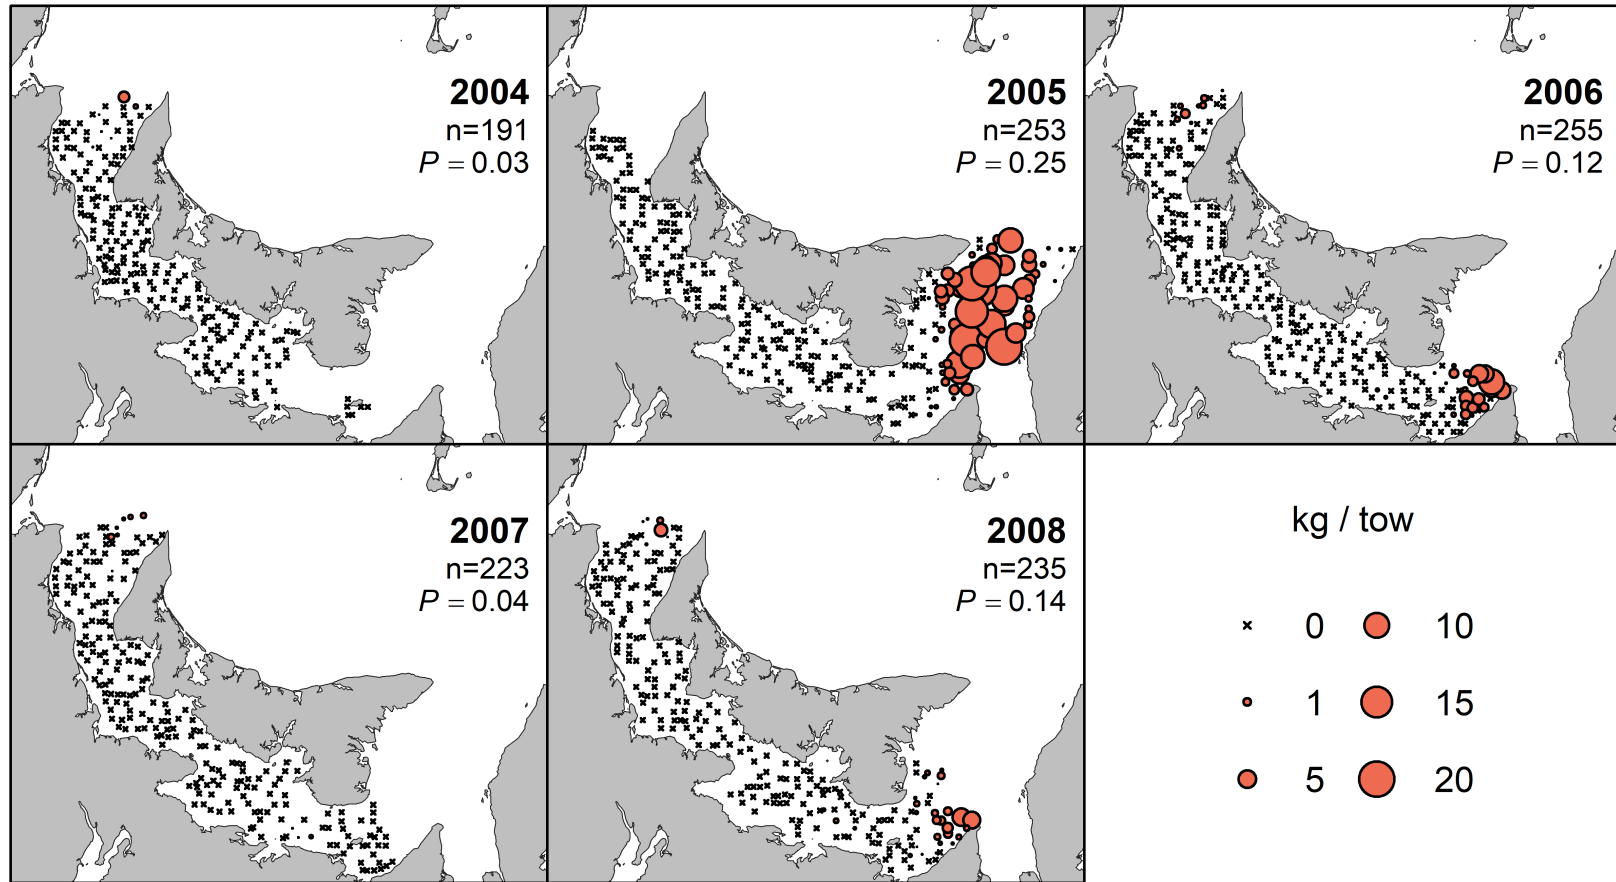 2004
n=191
P = 0.03
2005
n=253
P = 0.25
2006
n=255
P = 0.12
2007
n=223
P = 0.04
2008
n=235
P = 0.14
kg / tow
0 10
1 15
5 20